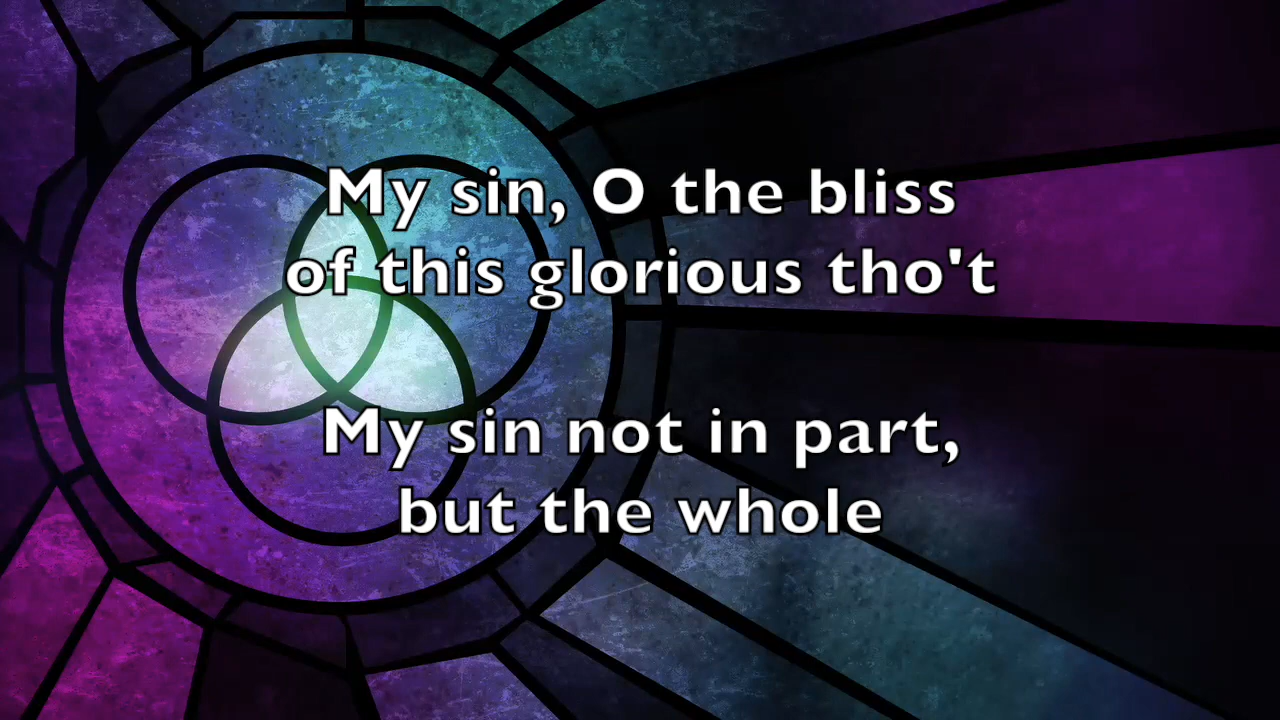 My sin, O the bliss
of this glorious tho't
My sin not in part,
but the whole